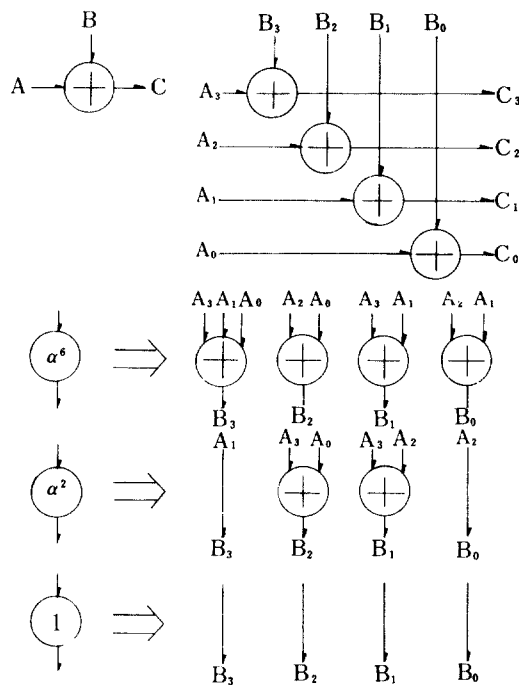 B
A C
B₃ B₂ B₁ B₀
A₃ C₃
A₂ C₂
A₁ C₁
A₀ C₀
α⁶
A₃ A₁ A₀ A₂ A₀ A₃ A₁ A₂ A₁
B₃ B₂ B₁ B₀
α²
A₁ A₃ A₀ A₃ A₂ A₂
B₃ B₂ B₁ B₀
1
B₃ B₂ B₁ B₀